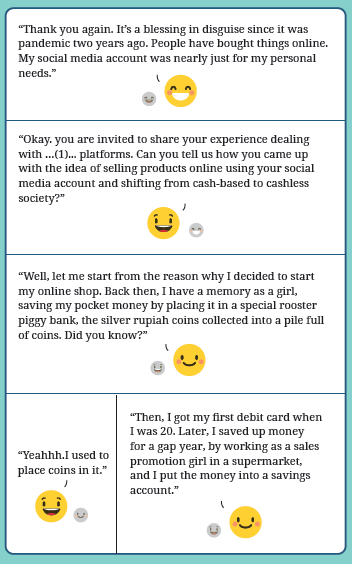 “Thank you again. It’s a blessing in disguise since it was
pandemic two years ago. People have bought things online.
My social media account was nearly just for my personal
needs.”
“Okay. you are invited to share your experience dealing
with ...(1)... platforms. Can you tell us how you came up
with the idea of selling products online using your social
media account and shifting from cash-based to cashless
society?”
“Well, let me start from the reason why I decided to start
my online shop. Back then, I have a memory as a girl,
saving my pocket money by placing it in a special rooster
piggy bank, the silver rupiah coins collected into a pile full
of coins. Did you know?”
“Yeahhh.I used to
place coins in it.”
“Then, I got my first debit card when
I was 20. Later, I saved up money
for a gap year, by working as a sales
promotion girl in a supermarket,
and I put the money into a savings
account.”